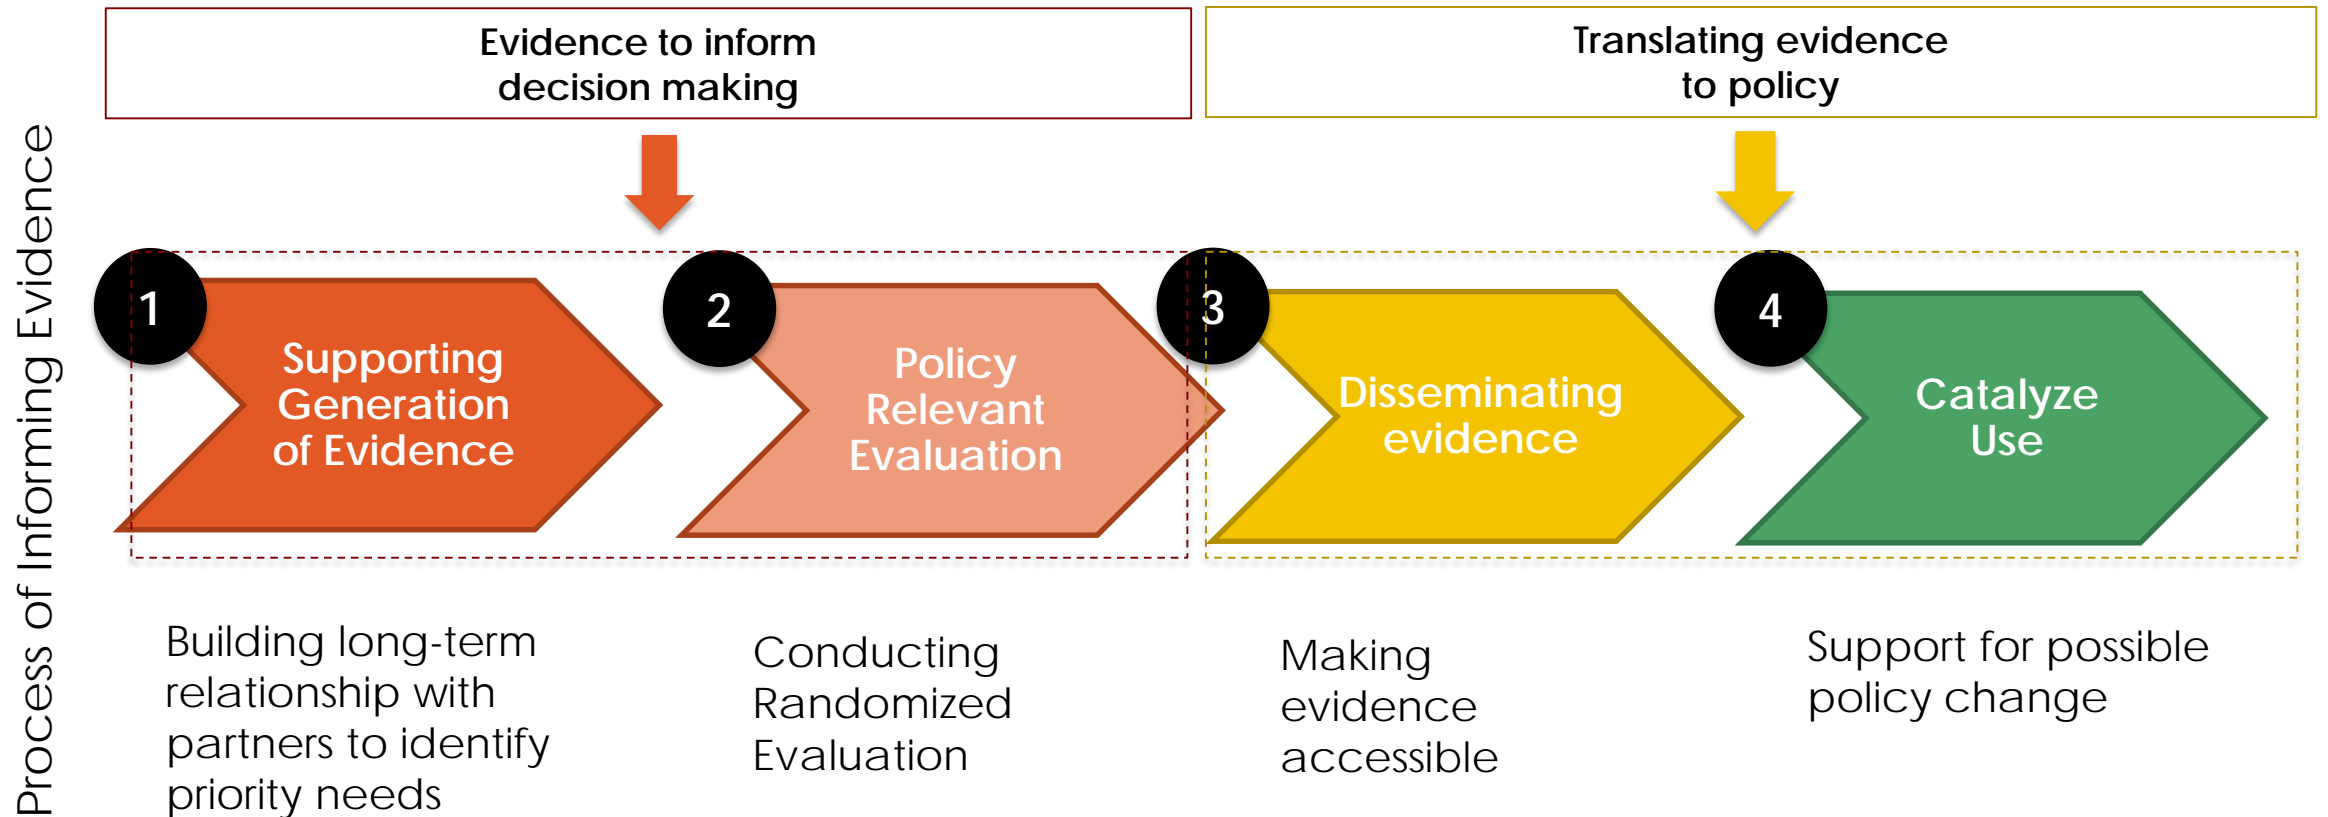 Evidence to inform
decision making
Translating evidence
to policy
Process of Informing Evidence
1
Supporting
Generation
of Evidence
2
Policy
Relevant
Evaluation
3
Disseminating
evidence
4
Catalyze
Use
Building long-term
relationship with
partners to identify
priority needs
Conducting
Randomized
Evaluation
Making
evidence
accessible
Support for possible
policy change